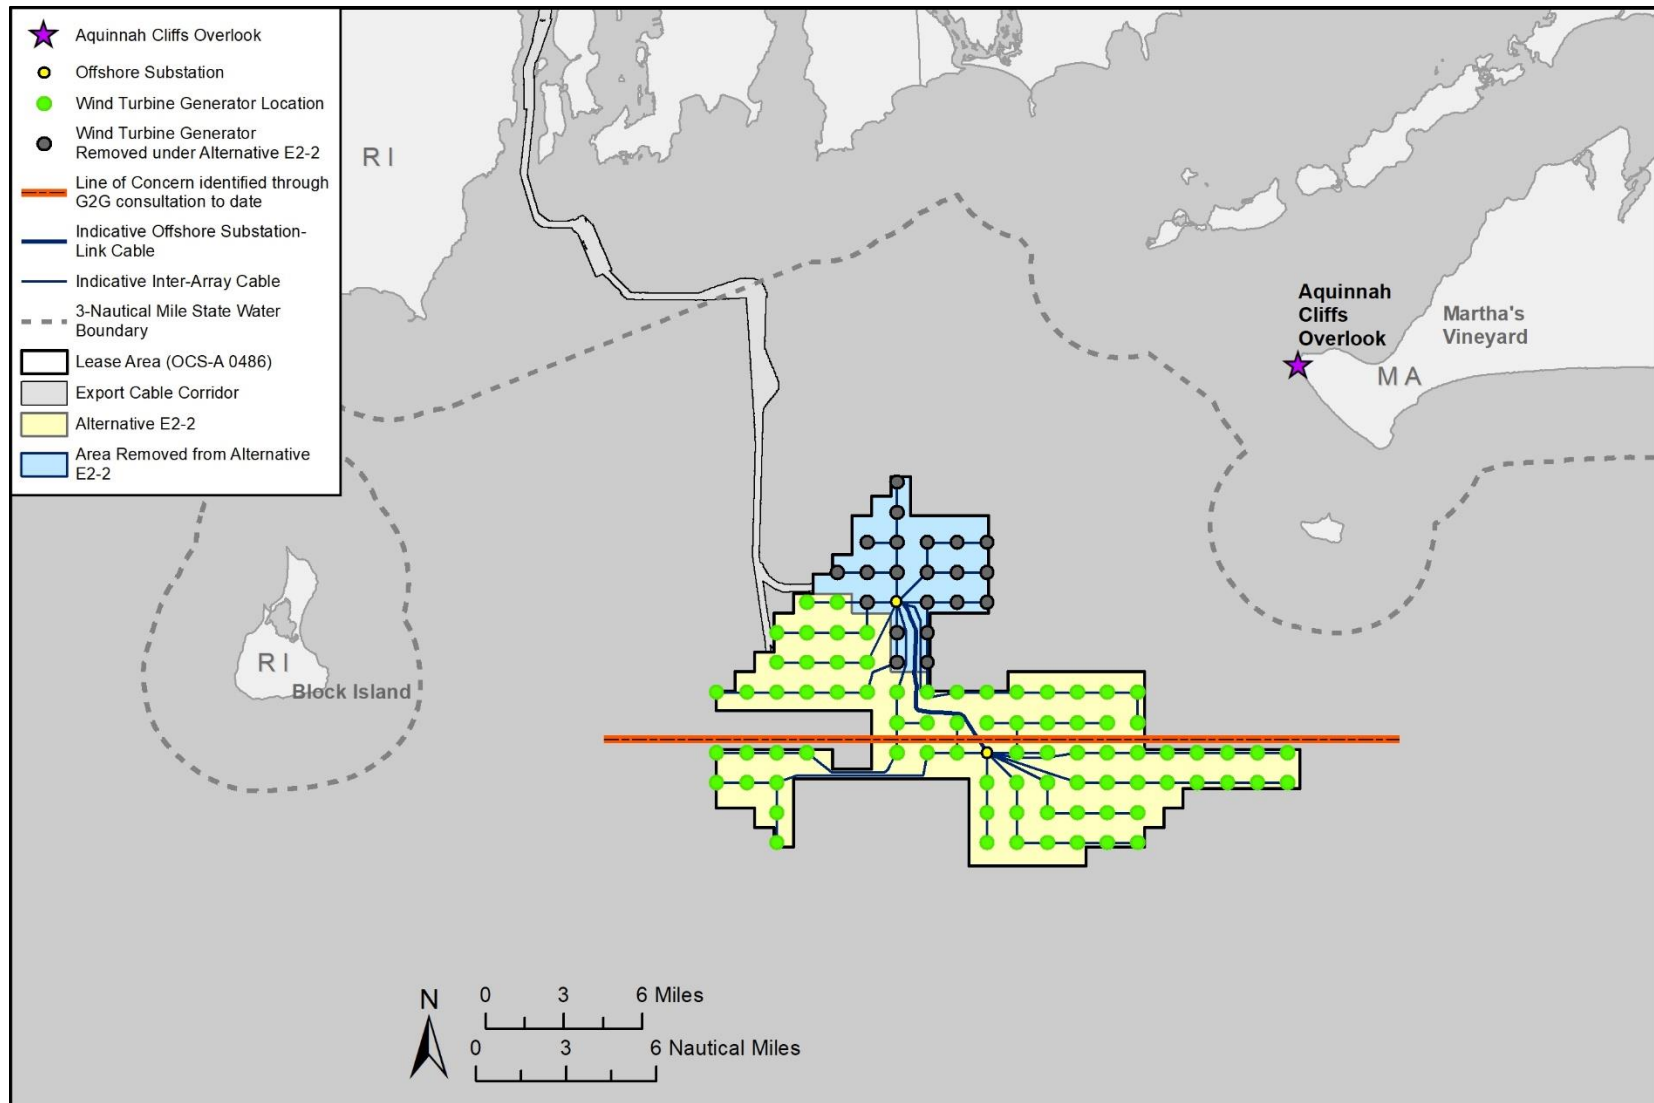 Aquinnah Cliffs Overlook
Offshore Substation
Wind Turbine Generator Location
Wind Turbine Generator
Removed under Alternative E2-2
Line of Concern identified through
G2G consultation to date
Indicative Offshore Substation-
Link Cable
Indicative Inter-Array Cable
3-Nautical Mile State Water
Boundary
Lease Area (OCS-A 0486)
Export Cable Corridor
Alternative E2-2
Area Removed from Alternative
E2-2
RI
Aquinnah
Cliffs
Overlook
Martha's
Vineyard
MA
RI
Block Island
N
0 3 6 Miles
0 3 6 Nautical Miles